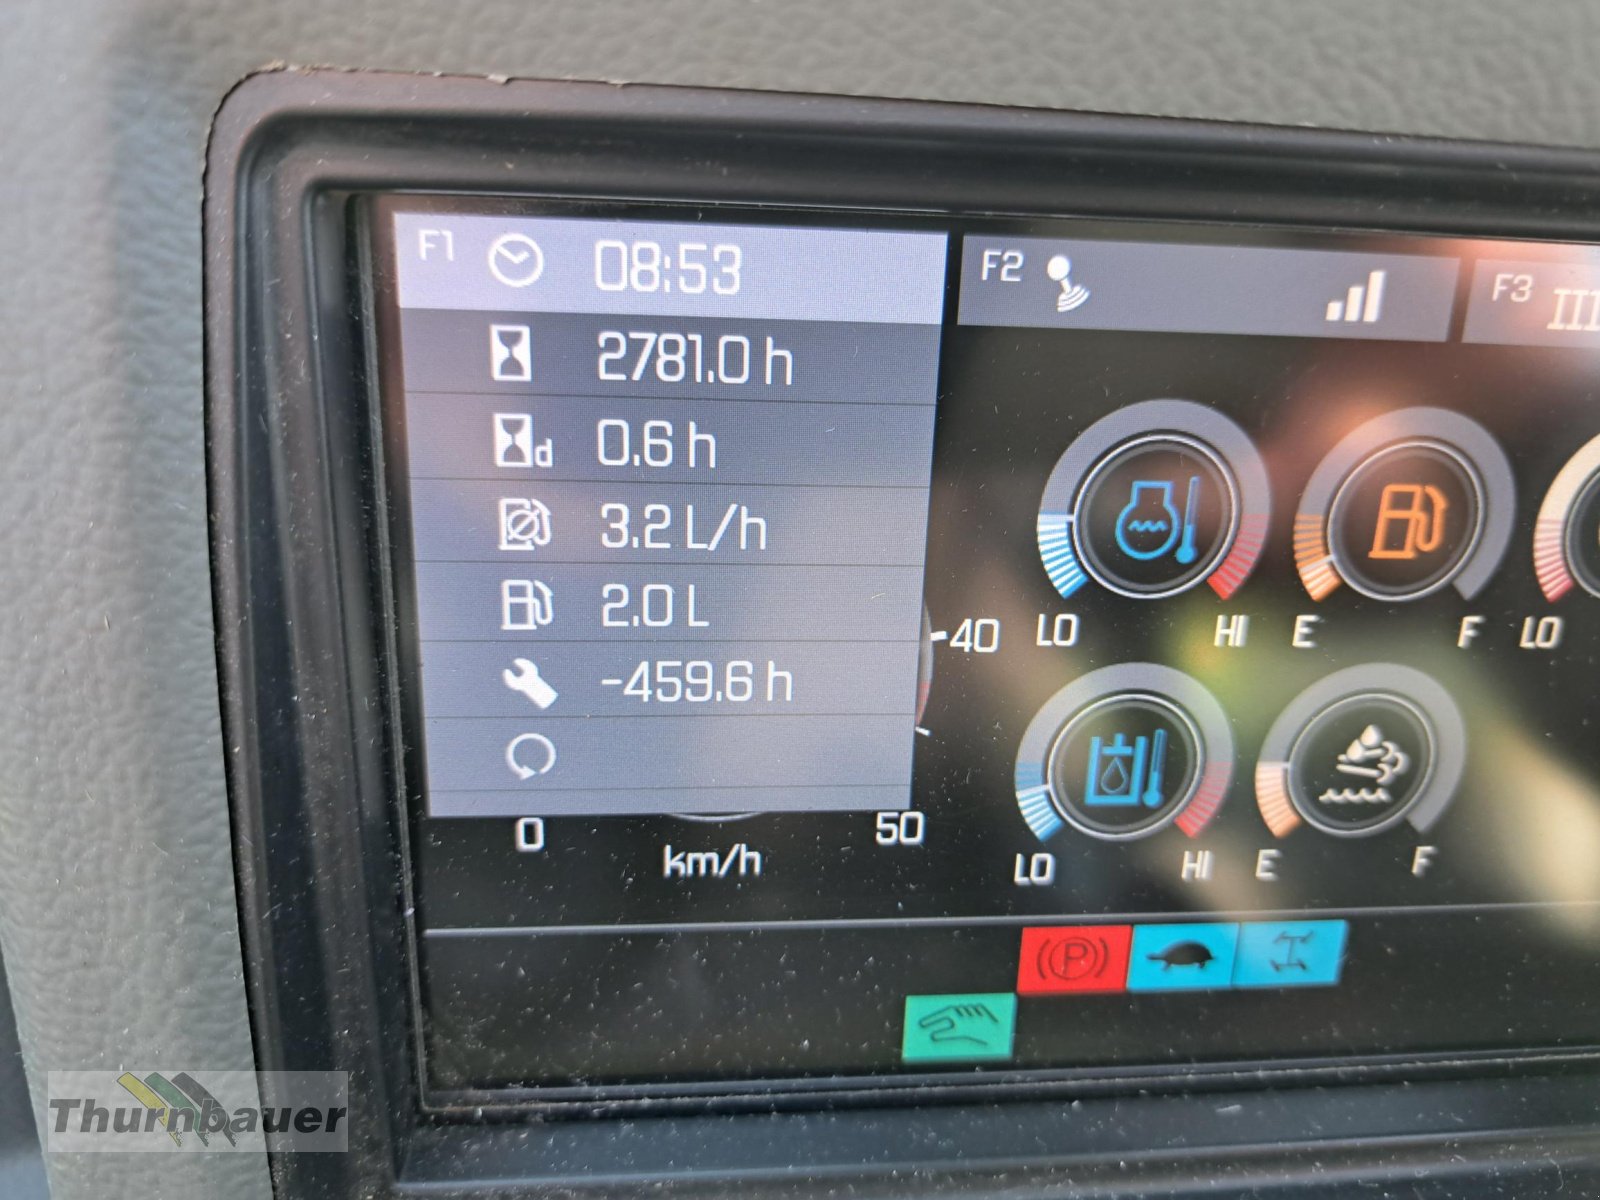 F1 08:53
F2
F3 III
2781.0 h
d 0.6 h
3.2 L/h
2.0 L
-459.6 h
40
LO HI
E F
LO
0 50
km/h
LO HI
E F
P
Thurnbauer